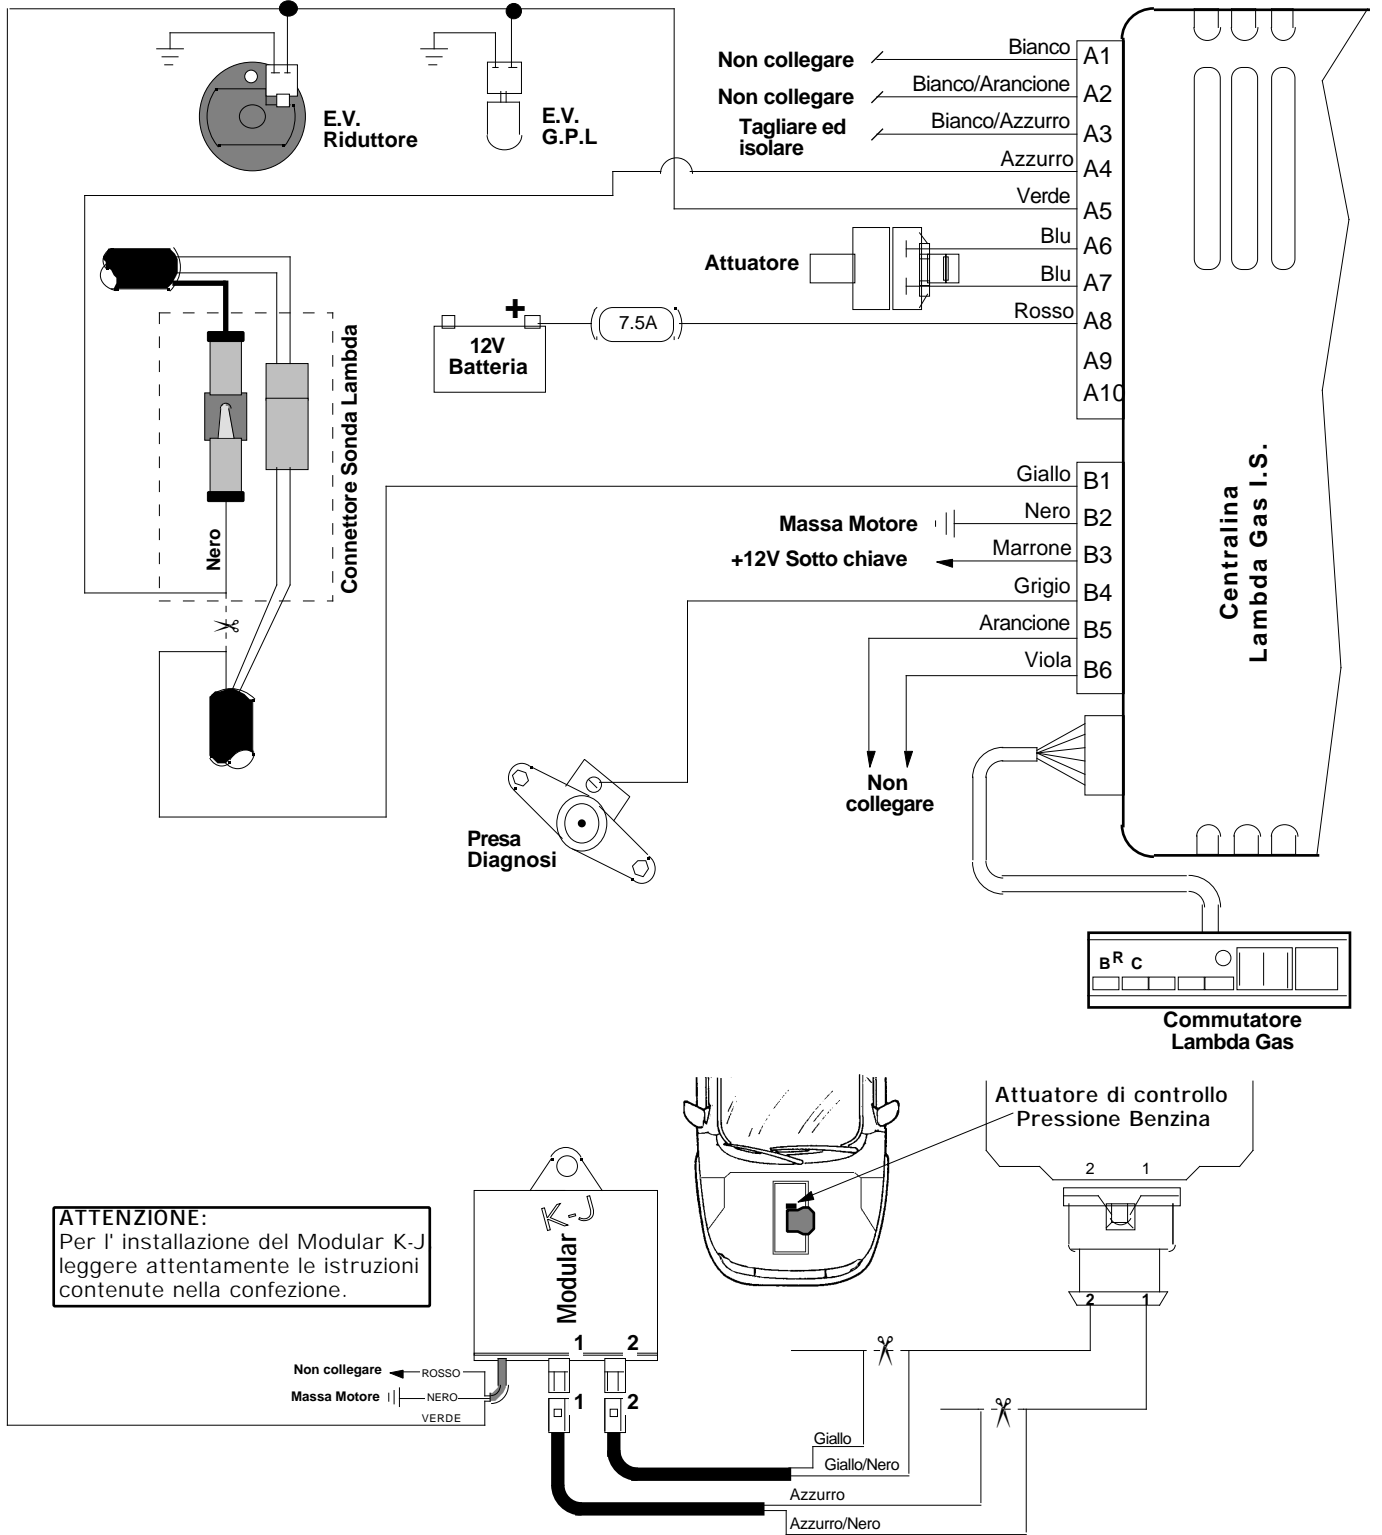 Non collegare
Bianco
A1
Non collegare
Bianco/Arancione
A2
Tagliare ed
isolare
Bianco/Azzurro
A3
Azzurro
A4
Verde
A5
Blu
A6
Attuatore
Blu
A7
Rosso
A8
A9
A10
E.V.
Riduttore
E.V.
G.P.L
+
12V
Batteria
7.5A
Connettore Sonda Lambda
Nero
Giallo
B1
Massa Motore
Nero
B2
+12V Sotto chiave
Marrone
B3
Grigio
B4
Arancione
B5
Viola
B6
Non
collegare
Centralina
Lambda Gas I.S.
Presa
Diagnosi
B R C
Commutatore
Lambda Gas
Attuatore di controllo
Pressione Benzina
2 1
2 1
ATTENZIONE:
Per l' installazione del Modular K-J
leggere attentamente le istruzioni
contenute nella confezione.
Modular
K-J
1 2
1 2
Non collegare
ROSSO
Massa Motore
NERO
VERDE
Giallo
Giallo/Nero
Azzurro
Azzurro/Nero